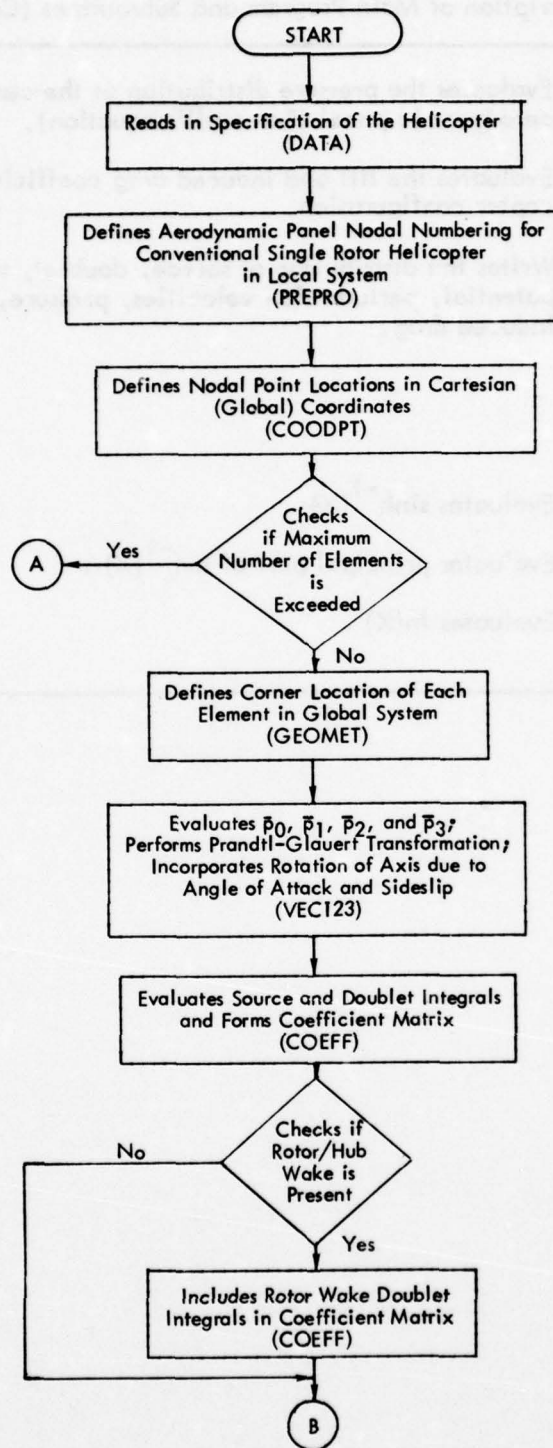 START
Reads in Specification of the Helicopter
(DATA)
Defines Aerodynamic Panel Nodal Numbering for
Conventional Single Rotor Helicopter
in Local System
(PREPRO)
Defines Nodal Point Locations in Cartesian
(Global) Coordinates
(COODPT)
Checks
if Maximum
Number of Elements
is
Exceeded
Yes
A
No
Defines Corner Location of Each
Element in Global System
(GEOMET)
Evaluates p̄0, p̄1, p̄2, and p̄3;
Performs Prandtl-Glauert Transformation;
Incorporates Rotation of Axis due to
Angle of Attack and Sideslip
(VEC123)
Evaluates Source and Doublet Integrals
and Forms Coefficient Matrix
(COEFF)
Checks if
Rotor/Hub
Wake is
Present
No
Yes
Includes Rotor Wake Doublet
Integrals in Coefficient Matrix
(COEFF)
B